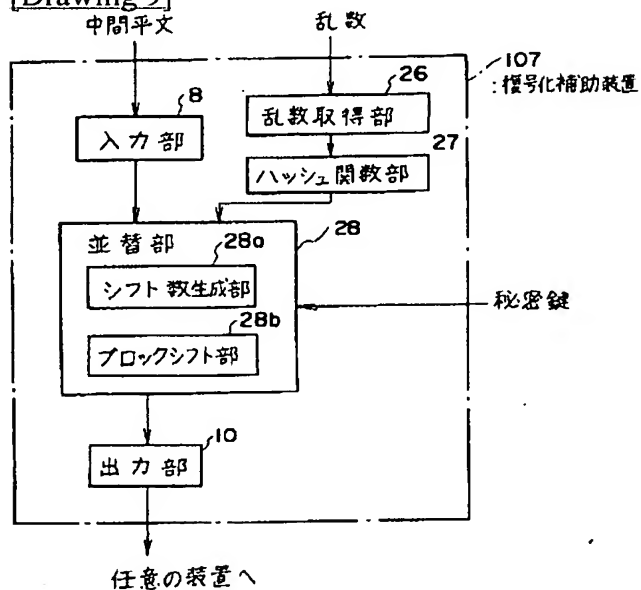 [Drawing 9]
中間平文
乱数
107
:復号化補助装置
8
入力部
26
乱数取得部
27
ハッシュ関数部
28
並替部
28a
シフト数生成部
28b
ブロックシフト部
秘密鍵
10
出力部
任意の装置へ